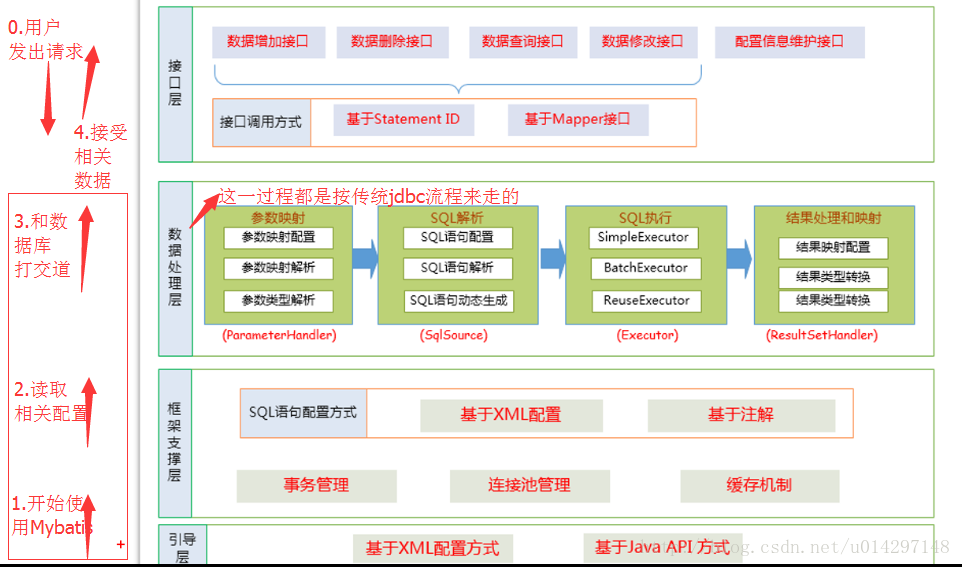 0.用户
发出请求
4.接受
相关
数据
3.和数
据库
打交道
2.读取
相关配置
1.开始使
用Mybatis
+
接口层
数据增加接口 数据删除接口 数据查询接口 数据修改接口 配置信息维护接口
接口调用方式 基于Statement ID 基于Mapper接口
这一过程都是按传统jdbc流程来走的
数据处理层
参数映射 SQL解析 SQL执行 结果处理和映射
参数映射配置 SQL语句配置 SimpleExecutor 结果映射配置
参数映射解析 SQL语句解析 BatchExecutor 结果类型转换
参数类型解析 SQL语句动态生成 ReuseExecutor 结果类型转换
(ParameterHandler) (SqlSource) (Executor) (ResultSetHandler)
框架支撑层
SQL语句配置方式 基于XML配置 基于注解
事务管理 连接池管理 缓存机制
引导层
基于XML配置方式 基于Java API 方式
blog.csdn.net/u014297148